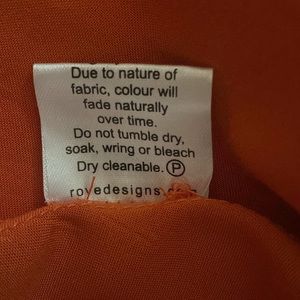 Due to nature of
fabric, colour will
fade naturally
over time.
Do not tumble dry,
soak, wring or bleach
Dry cleanable. Ⓟ